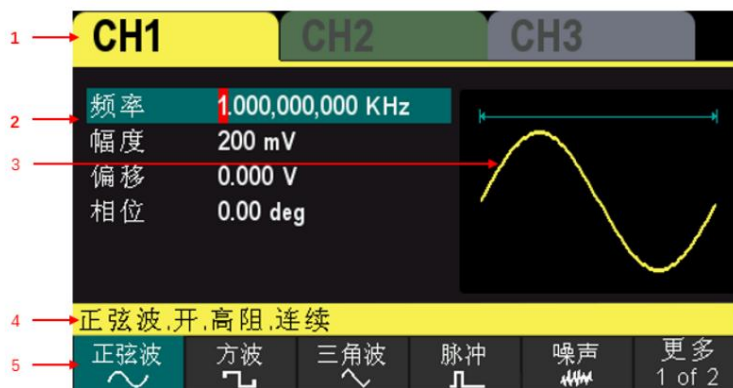 1
CH1 CH2 CH3
2
频率 1.000,000,000 KHz
幅度 200 mV
3
偏移 0.000 V
相位 0.00 deg
4
正弦波,开,高阻,连续
5
正弦波 方波 三角波 脉冲 噪声 更多
1 of 2